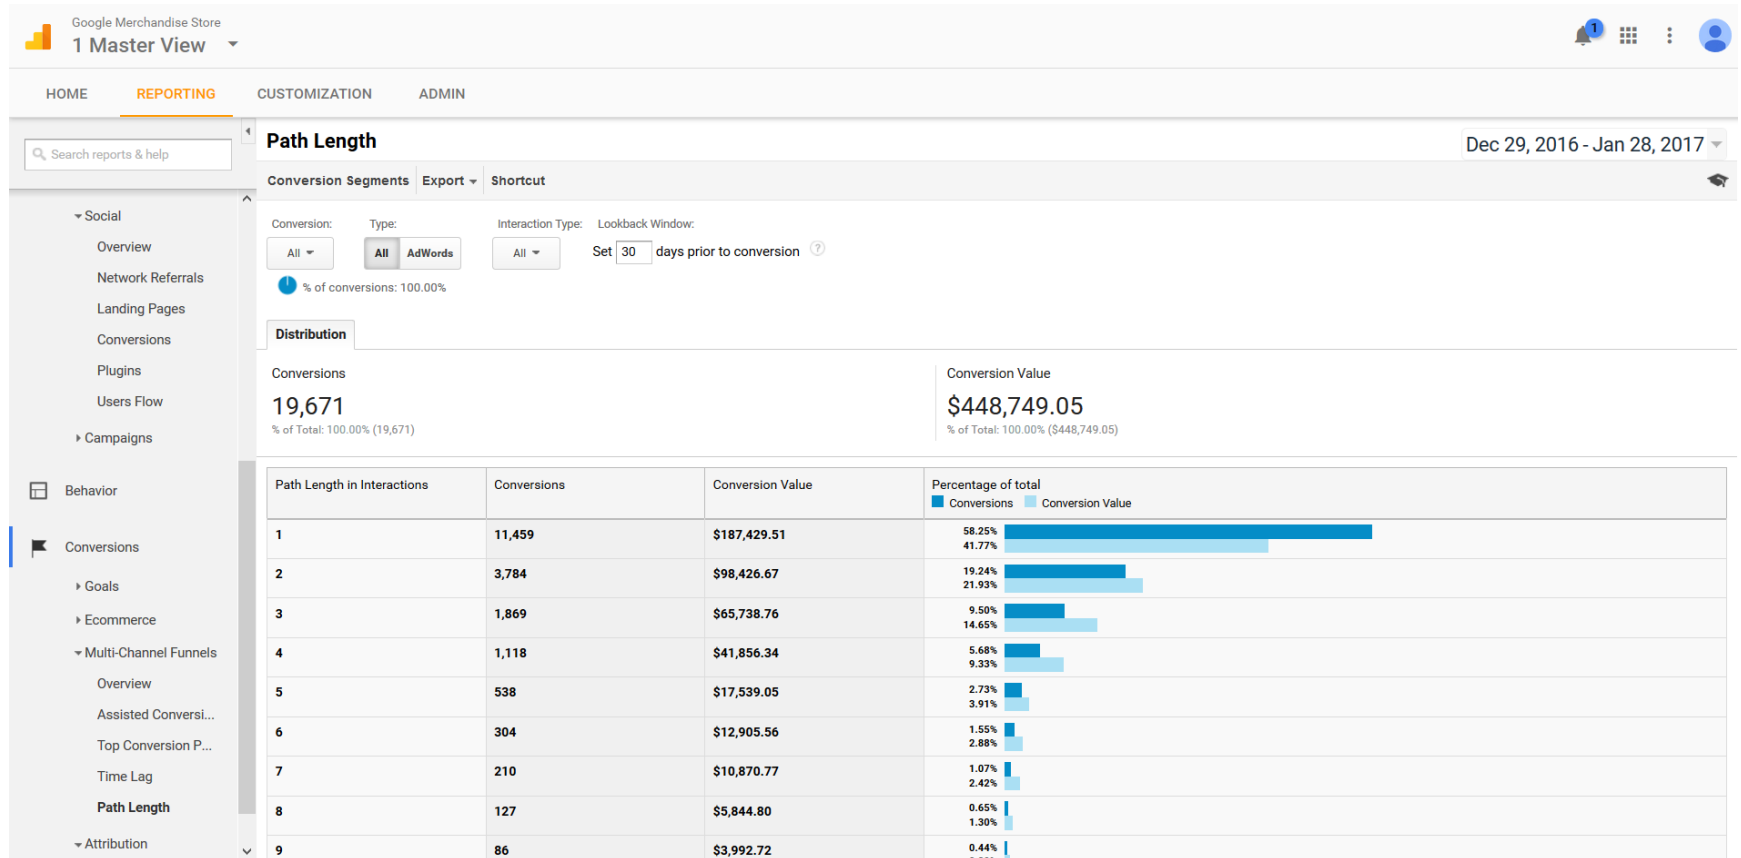 Google Merchandise Store
1 Master View
1
HOME REPORTING CUSTOMIZATION ADMIN
Search reports & help
Social
Overview
Network Referrals
Landing Pages
Conversions
Plugins
Users Flow
Campaigns
Behavior
Conversions
Goals
Ecommerce
Multi-Channel Funnels
Overview
Assisted Conversi...
Top Conversion P...
Time Lag
Path Length
Attribution
Path Length
Dec 29, 2016 - Jan 28, 2017
Conversion Segments Export Shortcut
Conversion: Type: Interaction Type: Lookback Window:
All All AdWords All Set 30 days prior to conversion ?
% of conversions: 100.00%
Distribution
Conversions
19,671
% of Total: 100.00% (19,671)
Conversion Value
$448,749.05
% of Total: 100.00% ($448,749.05)
Path Length in Interactions Conversions Conversion Value Percentage of total
Conversions Conversion Value
1 11,459 $187,429.51 58.25%
41.77%
2 3,784 $98,426.67 19.24%
21.93%
3 1,869 $65,738.76 9.50%
14.65%
4 1,118 $41,856.34 5.68%
9.33%
5 538 $17,539.05 2.73%
3.91%
6 304 $12,905.56 1.55%
2.88%
7 210 $10,870.77 1.07%
2.42%
8 127 $5,844.80 0.65%
1.30%
9 86 $3,992.72 0.44%